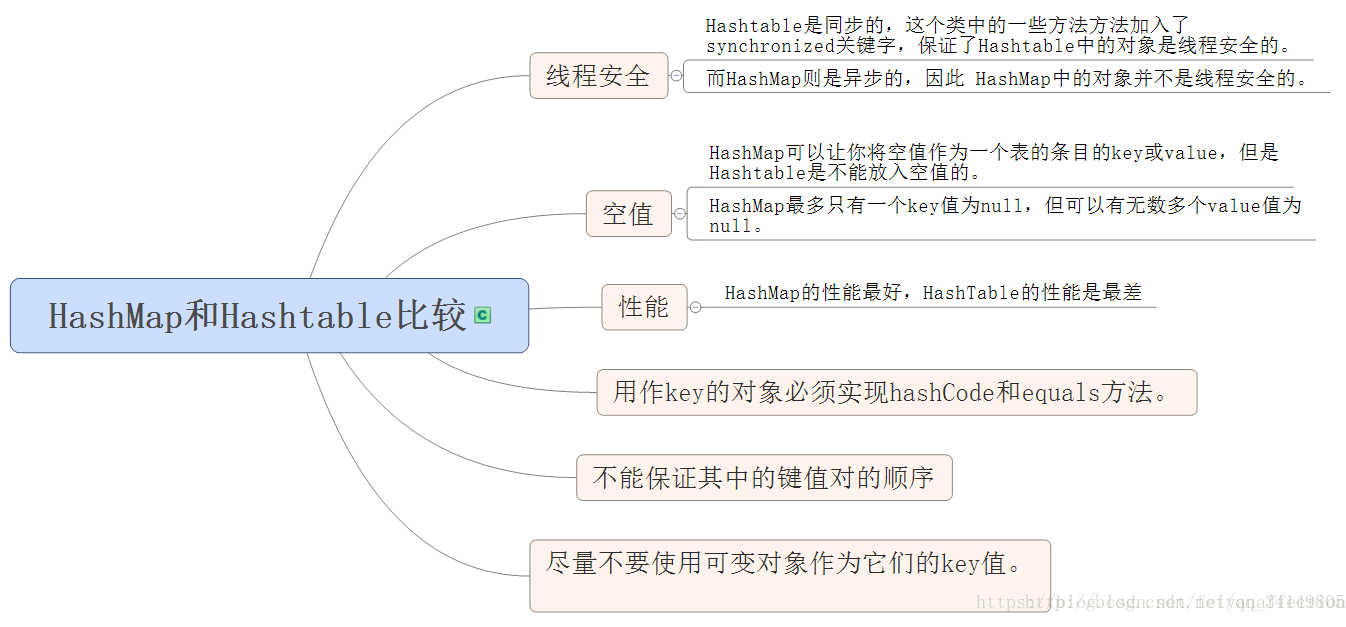 Hashtable是同步的，这个类中的一些方法方法加入了
synchronized关键字，保证了Hashtable中的对象是线程安全的。
线程安全
而HashMap则是异步的，因此 HashMap中的对象并不是线程安全的。
HashMap可以让你将空值作为一个表的条目的key或value，但是
Hashtable是不能放入空值的。
空值
HashMap最多只有一个key值为null，但可以有无数多个value值为
null。
HashMap和Hashtable比较
性能
HashMap的性能最好，HashTable的性能是最差
用作key的对象必须实现hashCode和equals方法。
不能保证其中的键值对的顺序
尽量不要使用可变对象作为它们的key值。